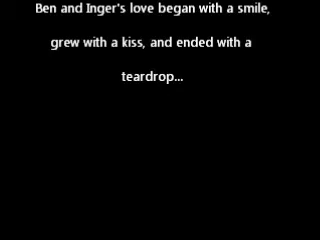 Ben and Inger's love began with a smile,
grew with a kiss, and ended with a
teardrop...